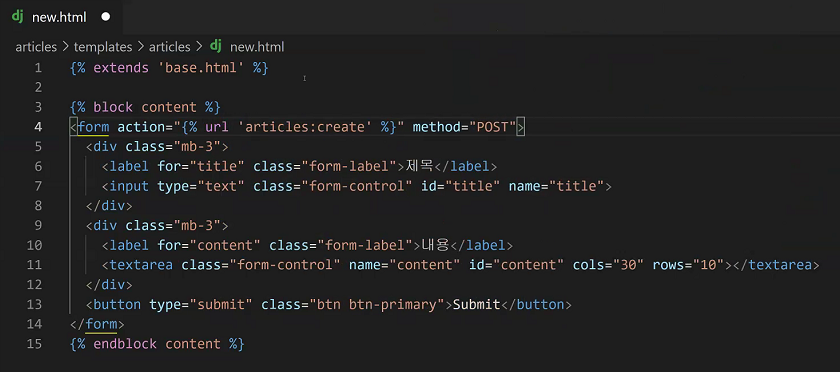 dj new.html
articles > templates > articles > dj new.html
1 {% extends 'base.html' %}
2
3 {% block content %}
4 <form action="{% url 'articles:create' %}" method="POST">
5 <div class="mb-3">
6 <label for="title" class="form-label">제목</label>
7 <input type="text" class="form-control" id="title" name="title">
8 </div>
9 <div class="mb-3">
10 <label for="content" class="form-label">내용</label>
11 <textarea class="form-control" name="content" id="content" cols="30" rows="10"></textarea>
12 </div>
13 <button type="submit" class="btn btn-primary">Submit</button>
14 </form>
15 {% endblock content %}